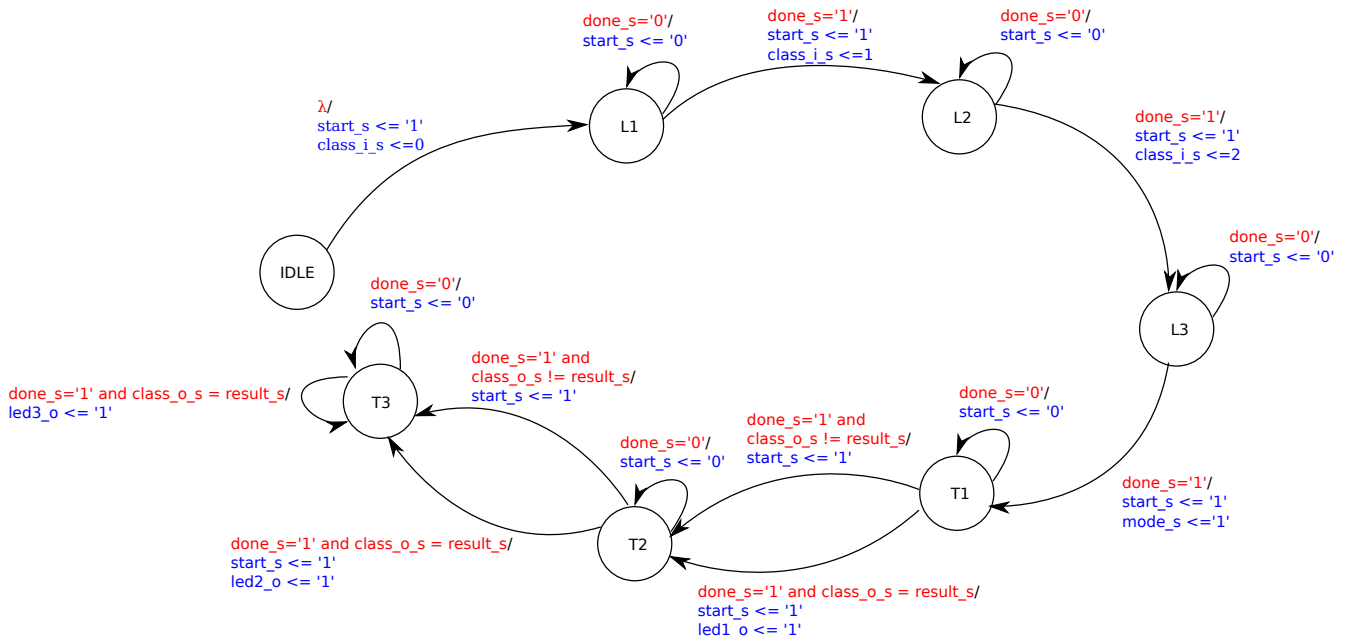 done_s='0'/
start_s <= '0'
done_s='1'/
start_s <= '1'
class_i_s <=1
done_s='0'/
start_s <= '0'
λ/
start_s <= '1'
class_i_s <=0
L1
L2
done_s='1'/
start_s <= '1'
class_i_s <=2
IDLE
done_s='0'/
start_s <= '0'
L3
done_s='0'/
start_s <= '0'
done_s='1' and
class_o_s != result_s/
start_s <= '1'
done_s='1' and class_o_s = result_s/
led3_o <= '1'
T3
done_s='0'/
start_s <= '0'
done_s='1' and
class_o_s != result_s/
start_s <= '1'
done_s='0'/
start_s <= '0'
T1
done_s='1'/
start_s <= '1'
mode_s <='1'
T2
done_s='1' and class_o_s = result_s/
start_s <= '1'
led2_o <= '1'
done_s='1' and class_o_s = result_s/
start_s <= '1'
led1_o <= '1'